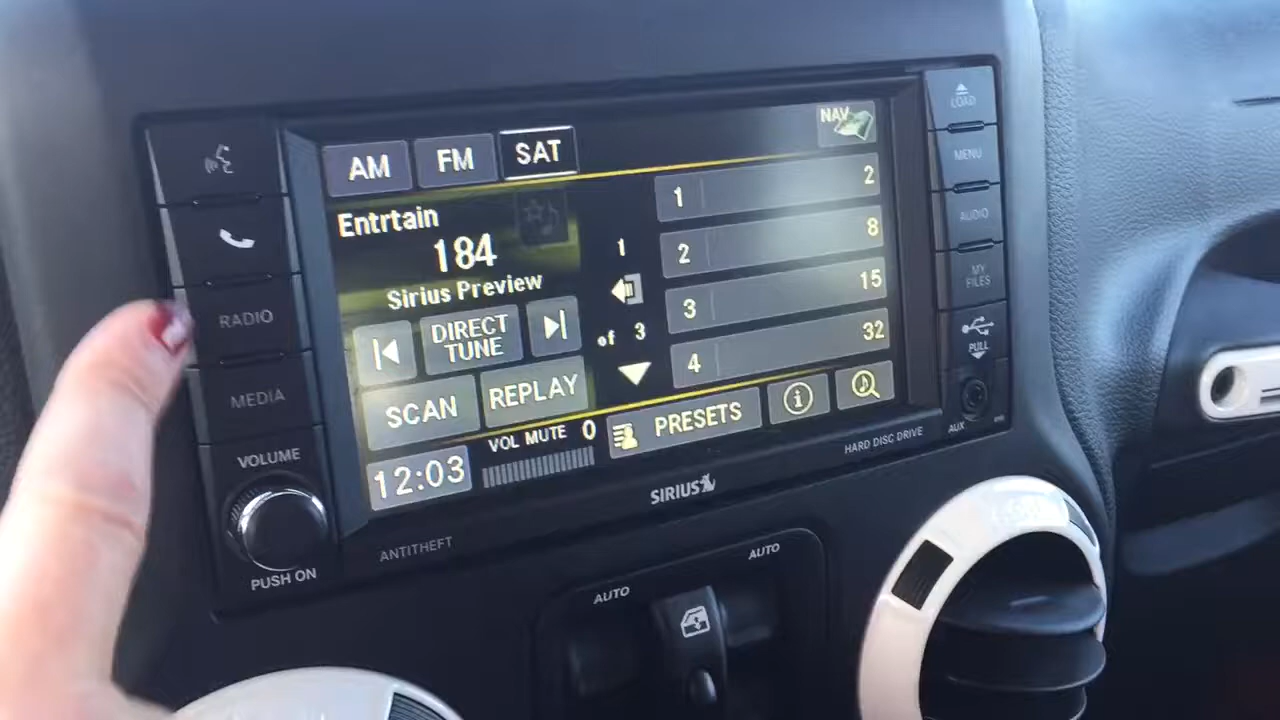 AM
FM
SAT
NAV
LOAD
MENU
AUDIO
MY
FILES
PULL
AUX
RADIO
MEDIA
VOLUME
PUSH ON
Entrtain
184
Sirius Preview
DIRECT
TUNE
SCAN
REPLAY
12:03
VOL MUTE 0
1
of 3
1 2
2 8
3 15
4 32
PRESETS
i
HARD DISC DRIVE
SIRIUS
ANTITHEFT
AUTO
AUTO